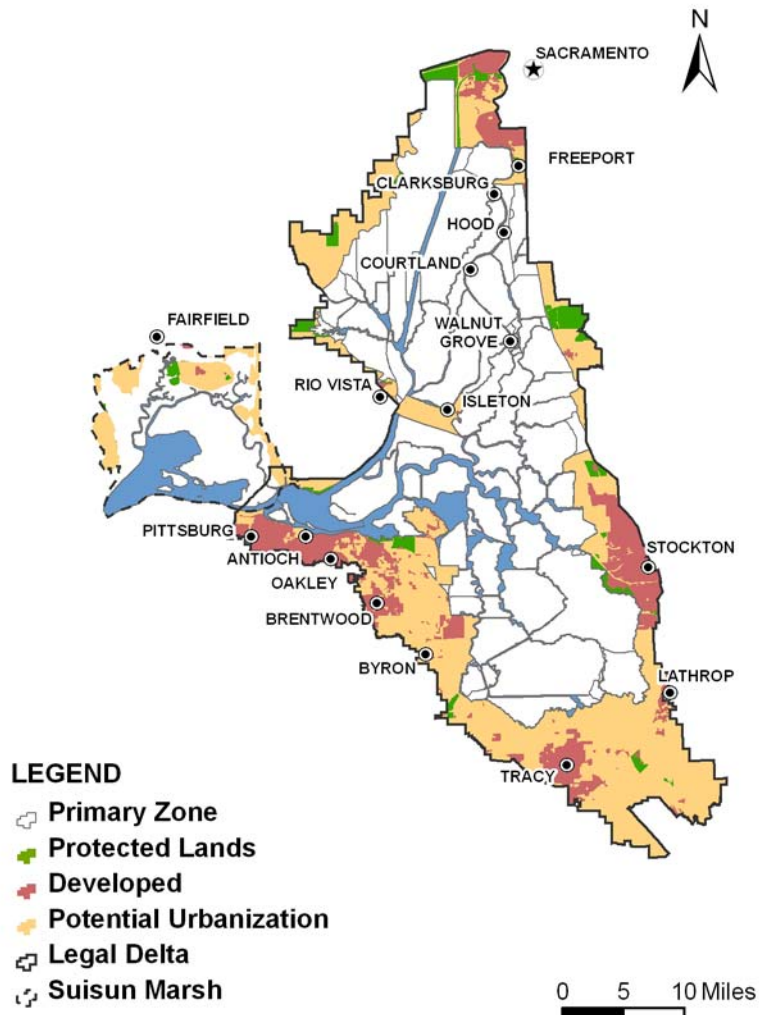 N
SACRAMENTO
FREEPORT
CLARKSBURG
HOOD
COURTLAND
FAIRFIELD
WALNUT
GROVE
RIO VISTA
ISLETON
PITTSBURG
ANTIOCH
STOCKTON
OAKLEY
BRENTWOOD
BYRON
LATHROP
TRACY
LEGEND
Primary Zone
Protected Lands
Developed
Potential Urbanization
Legal Delta
Suisun Marsh
0 5 10 Miles